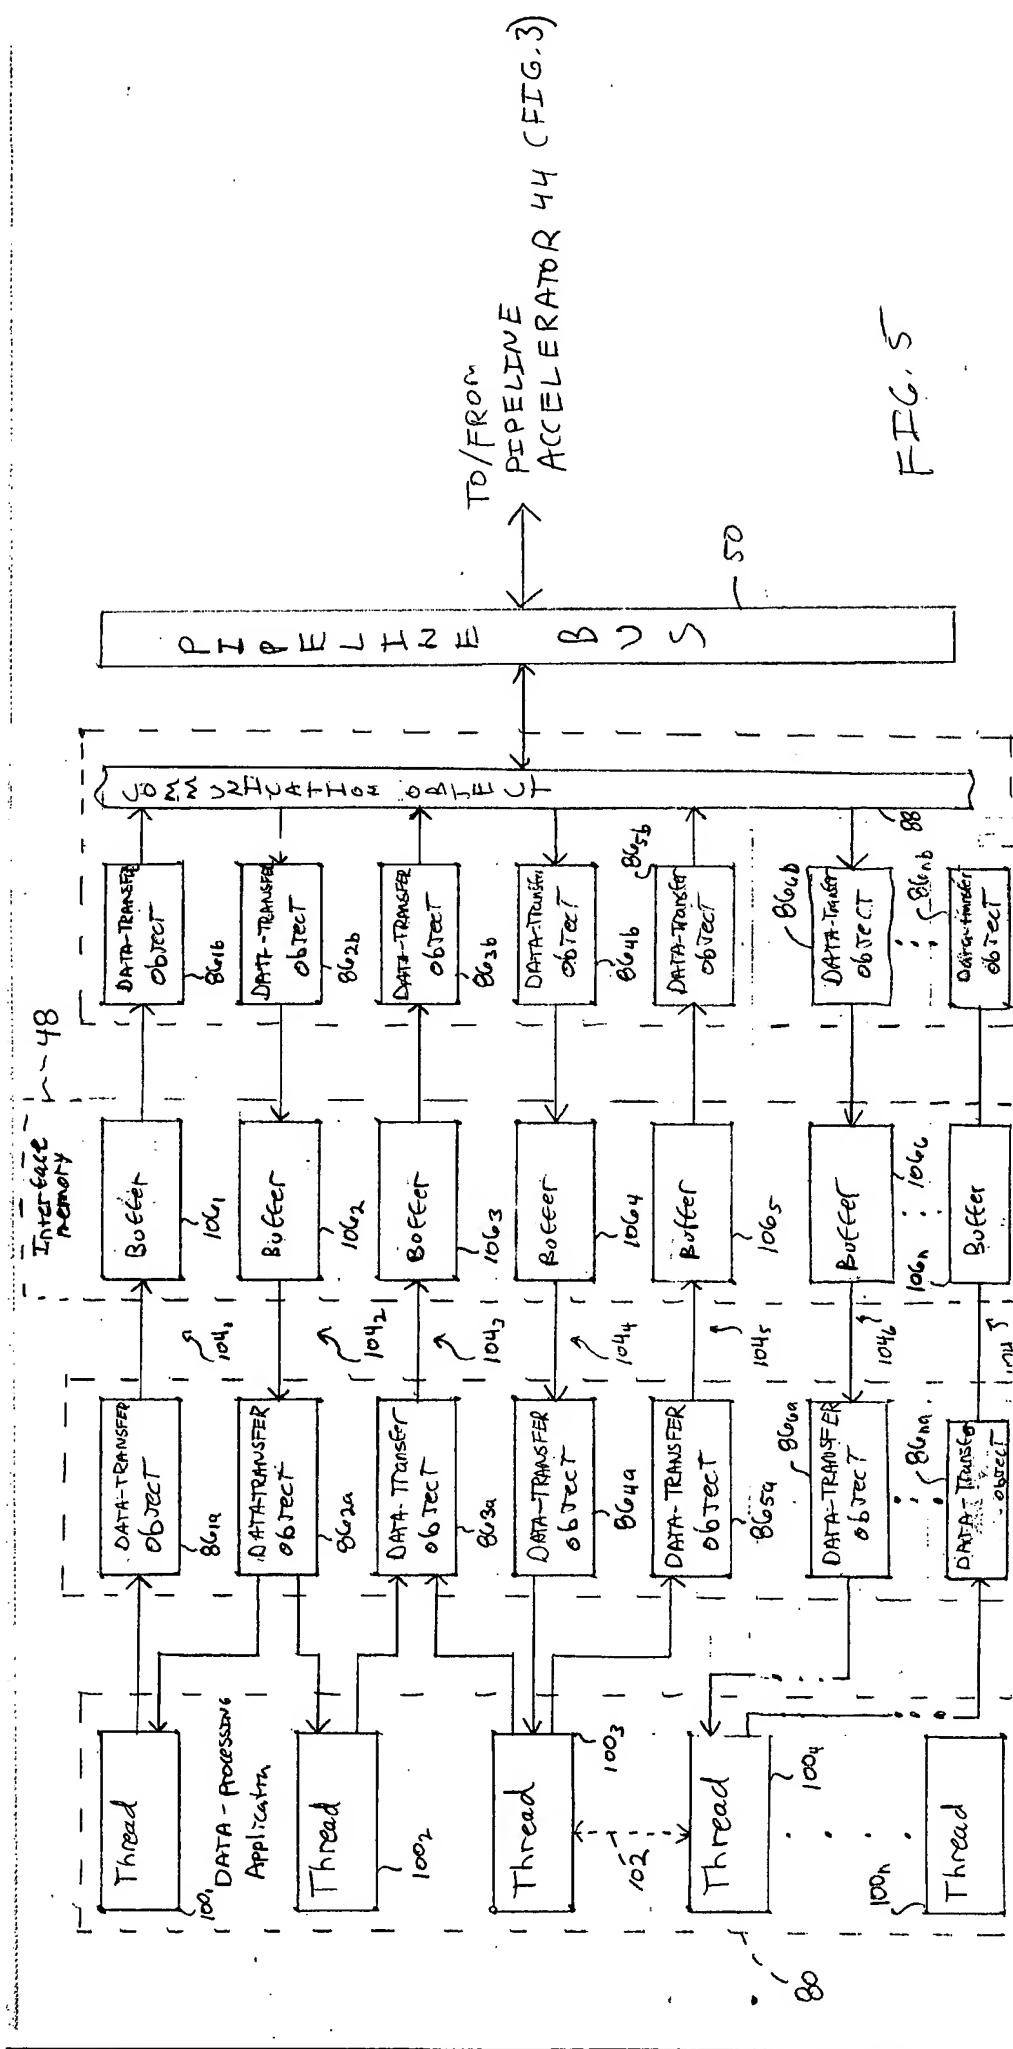 Thread
100₁
DATA-Processing
Application
Thread
100₂
Thread
100₃
102
Thread
100₄
100ₙ
Thread
80
DATA-TRANSFER
ObJecT
86₁ₐ
DATA-TRANSFER
ObJecT
86₂ₐ
DATA-Transfer
ObJecT
86₃ₐ
DATA-TRANSFER
ObJecT
86₄ₐ
DATA-TRANSFER
ObJecT
86₅ₐ
86₆ₐ
DATA-TRANSFER
ObJecT
86ₙₐ
DATA-Transfer
ObJecT
104₁
104₂
104₃
104₄
104₅
104₆
Interface
memory
48
Buffer
106₁
Buffer
106₂
Buffer
106₃
Buffer
106₄
Buffer
106₅
Buffer
106₆
106ₙ
Buffer
DATA-TRANSFER
ObJecT
86₁b
DATA-TRANSFER
ObJecT
86₂b
DATA-TRANSFER
ObJecT
86₃b
DATA-Transfer
ObJecT
86₄b
86₅b
DATA-Transfer
ObJecT
86₆b
DATA-Transfer
ObJecT
86ₙb
Data-transfer
object
COMMUNICATION OBJECT
88
PIPELINE BUS
50
TO/FROM
PIPELINE
ACCELERATOR 44 (FIG. 3)
FIG. 5